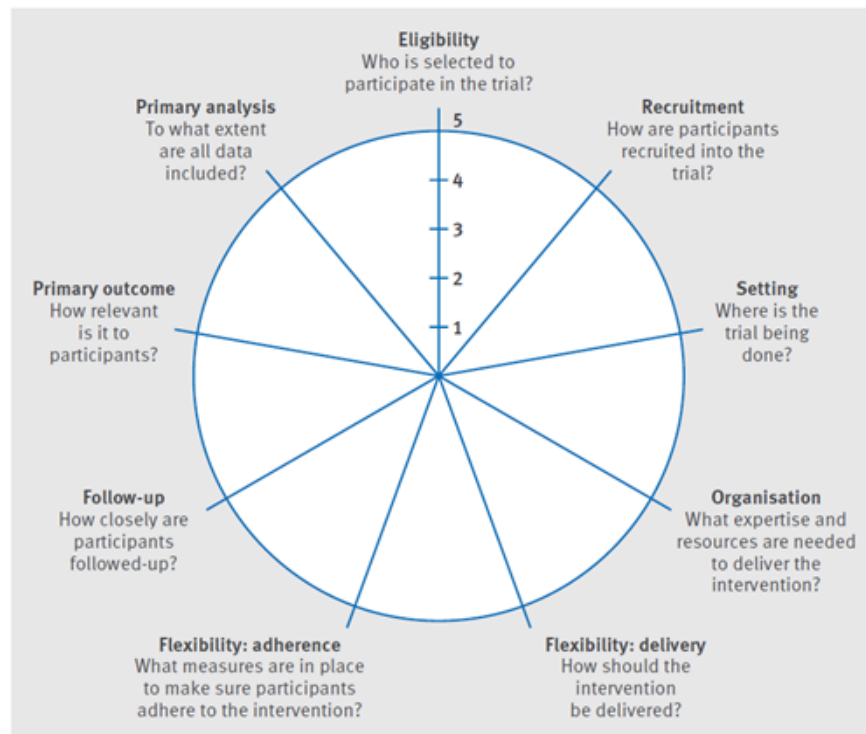 Eligibility
Who is selected to
participate in the trial?
Recruitment
How are participants
recruited into the
trial?
Setting
Where is the
trial being
done?
Organisation
What expertise and
resources are needed
to deliver the
intervention?
Flexibility: delivery
How should the
intervention
be delivered?
Flexibility: adherence
What measures are in place
to make sure participants
adhere to the intervention?
Follow-up
How closely are
participants
followed-up?
Primary outcome
How relevant
is it to
participants?
Primary analysis
To what extent
are all data
included?
5
4
3
2
1